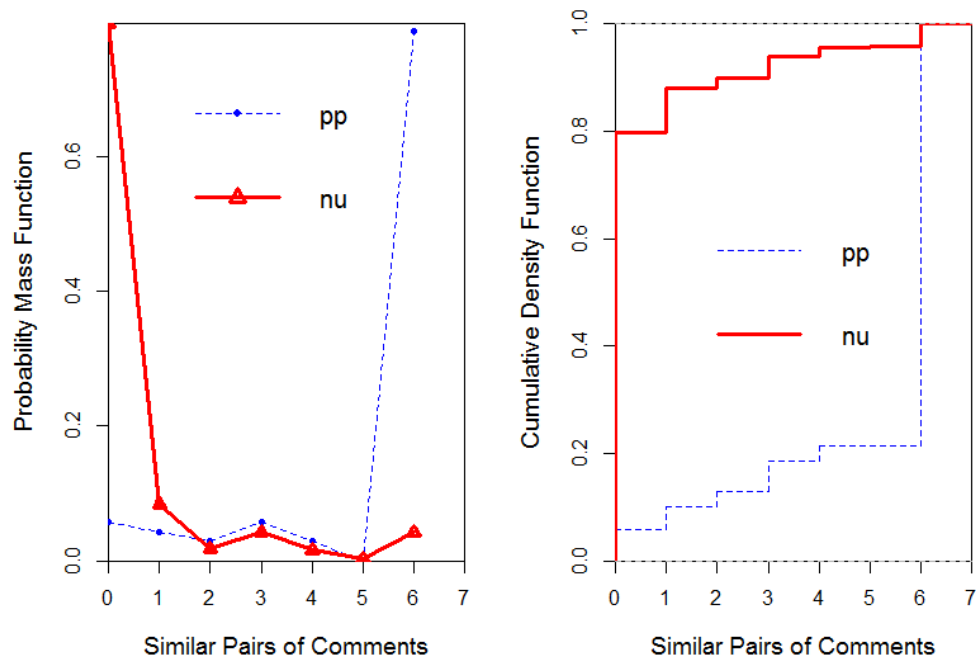 Probability Mass Function
0.0 0.2 0.4 0.6
pp
nu
0 1 2 3 4 5 6 7
Similar Pairs of Comments
Cumulative Density Function
0.0 0.2 0.4 0.6 0.8 1.0
pp
nu
0 1 2 3 4 5 6 7
Similar Pairs of Comments